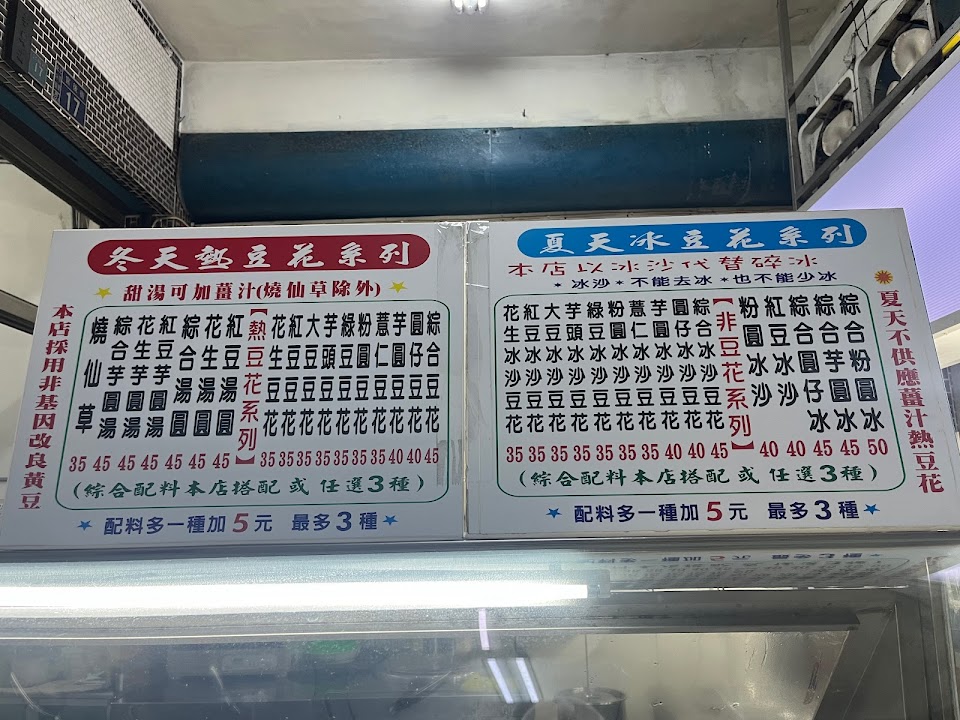 17
冬天熱豆花系列
甜湯可加薑汁(燒仙草除外)
本店採用非基因改良黃豆
綜合豆花
圓仔豆花
芋圓豆花
薏仁豆花
粉圓豆花
綠豆豆花
芋頭豆花
大豆豆花
紅豆豆花
花生豆花
【熱豆花系列】
紅豆湯圓
花生湯圓
綜合湯圓
紅豆芋圓湯
花生芋圓湯
綜合芋圓湯
燒仙草
35 45 45 45 45 45 45 35 35 35 35 35 35 35 40 40 45
(綜合配料本店搭配 或 任選3種)
配料多一種加5元 最多3種
夏天冰豆花系列
本店以冰沙代替碎冰
*冰沙*不能去冰*也不能少冰
夏天不供應薑汁熱豆花
綜合粉圓冰
綜合芋圓冰
綜合圓仔冰
紅豆冰沙
粉圓冰沙
【非豆花系列】
綜合冰沙豆花
圓仔冰沙豆花
芋圓冰沙豆花
薏仁冰沙豆花
粉圓冰沙豆花
綠豆冰沙豆花
芋頭冰沙豆花
大豆冰沙豆花
紅豆冰沙豆花
花生冰沙豆花
35 35 35 35 35 35 35 40 40 45 40 40 45 45 50
(綜合配料本店搭配 或 任選3種)
配料多一種加5元 最多3種